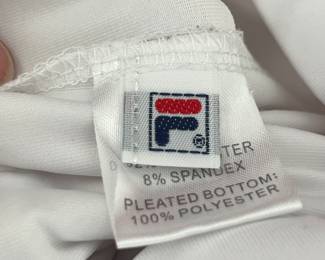 ®
8% SPANDEX
PLEATED BOTTOM:
100% POLYESTER